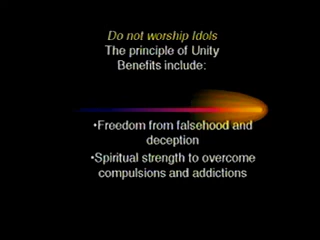 Do not worship Idols
The principle of Unity
Benefits include:
•Freedom from falsehood and
deception
•Spiritual strength to overcome
compulsions and addictions